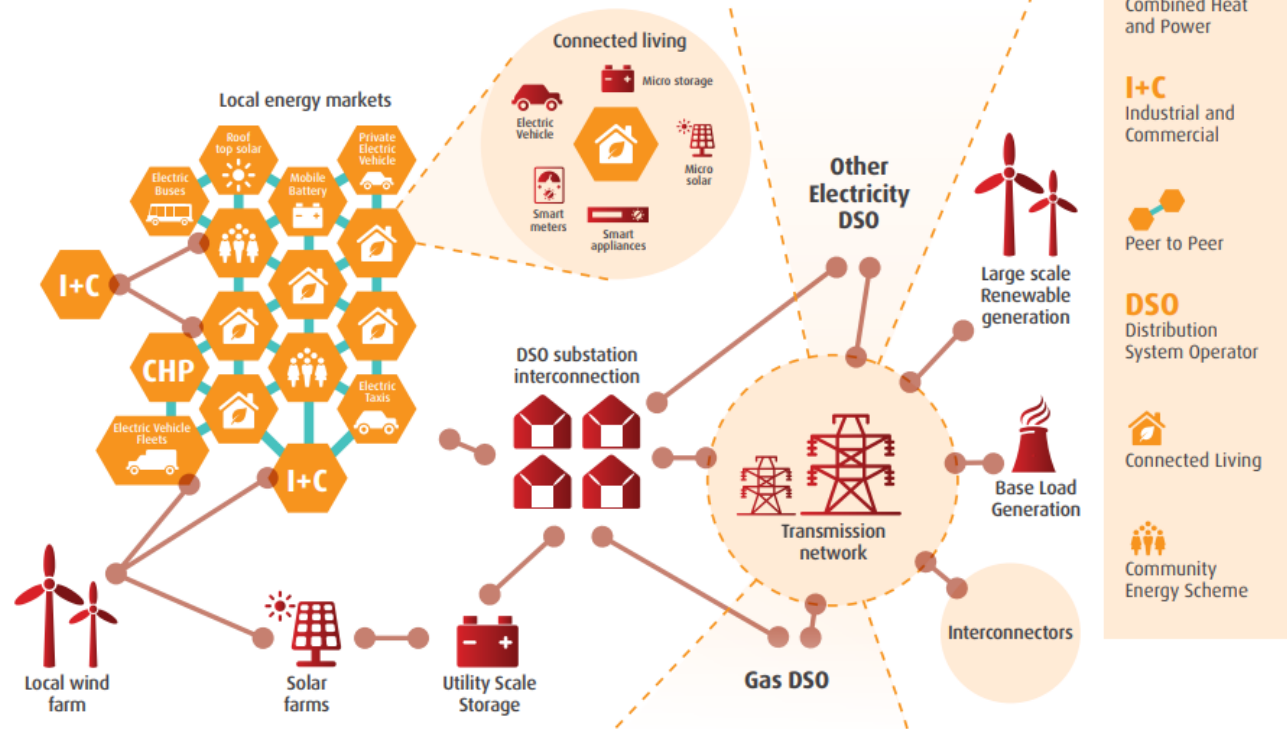 Connected living
Micro storage
Electric
Vehicle
Micro
solar
Smart
meters
Smart
appliances
Local energy markets
Roof
top solar
Private
Electric
Vehicle
Electric
Buses
Mobile
Battery
I+C
CHP
Electric
Taxis
Electric Vehicle
Fleets
I+C
Local wind
farm
Solar
farms
Utility Scale
Storage
DSO substation
interconnection
Other
Electricity
DSO
Large scale
Renewable
generation
Transmission
network
Base Load
Generation
Interconnectors
Gas DSO
Combined Heat
and Power
I+C
Industrial and
Commercial
Peer to Peer
DSO
Distribution
System Operator
Connected Living
Community
Energy Scheme